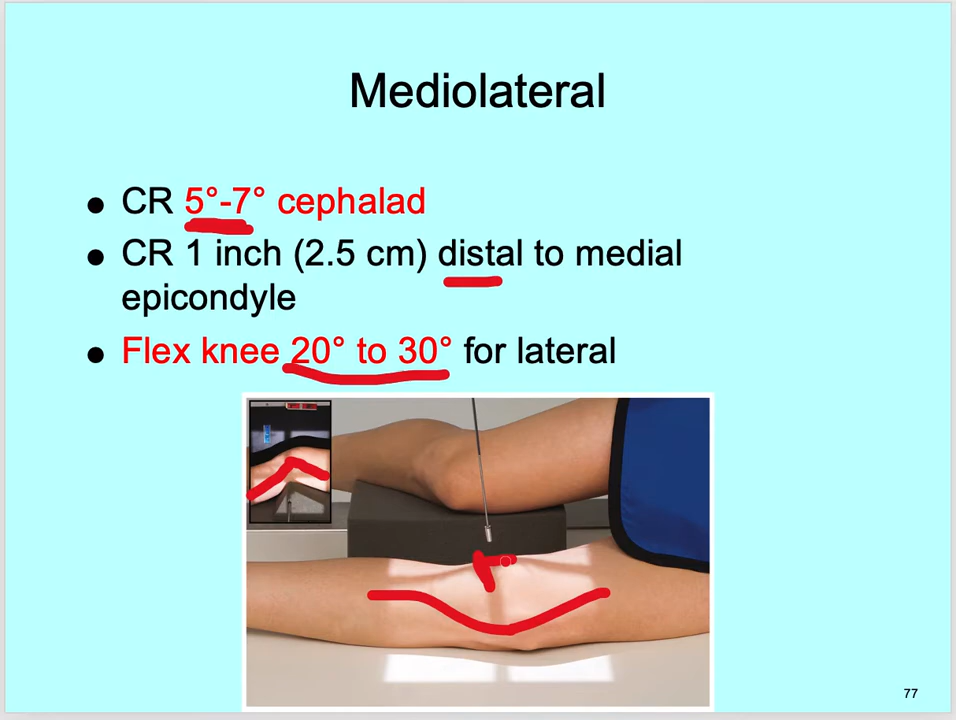 Mediolateral
● CR 5°-7° cephalad
● CR 1 inch (2.5 cm) distal to medial
epicondyle
● Flex knee 20° to 30° for lateral
77